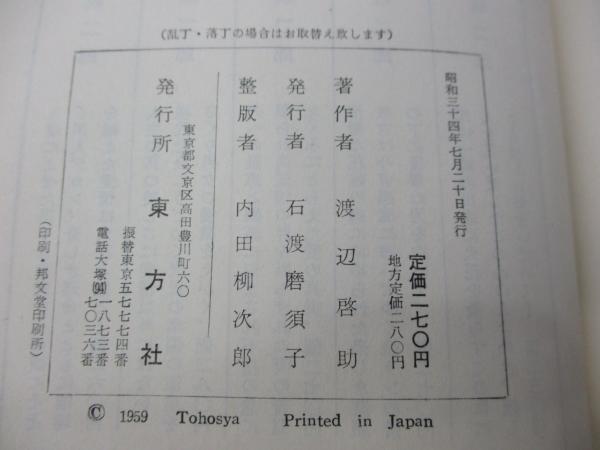 (乱丁・落丁の場合はお取替え致します)
昭和三十四年七月二十日発行
定価二七〇円
地方定価二八〇円
著作者 渡辺啓助
発行者 石渡磨須子
整版者 内田柳次郎
東京都文京区高田豊川町六〇
発行所 東方社
振替東京五七七七四番
電話大塚(94)一八七三番
七〇三六番
(印刷・邦文堂印刷所)
© 1959 Tohosya Printed in Japan